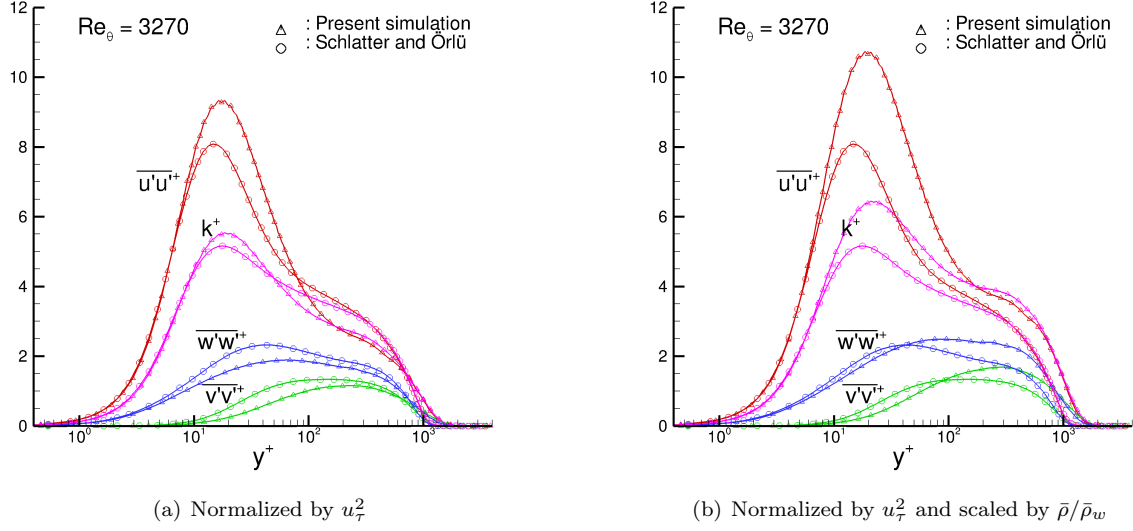 12
10
8
6
4
2
0
Re_θ = 3270
△ : Present simulation
○ : Schlatter and Örlü
u'u'⁺
k⁺
w'w'⁺
v'v'⁺
10⁰ 10¹ 10² 10³
y⁺
(a) Normalized by u_τ²
12
10
8
6
4
2
0
Re_θ = 3270
△ : Present simulation
○ : Schlatter and Örlü
u'u'⁺
k⁺
w'w'⁺
v'v'⁺
10⁰ 10¹ 10² 10³
y⁺
(b) Normalized by u_τ² and scaled by ρ̄/ρ̄_w